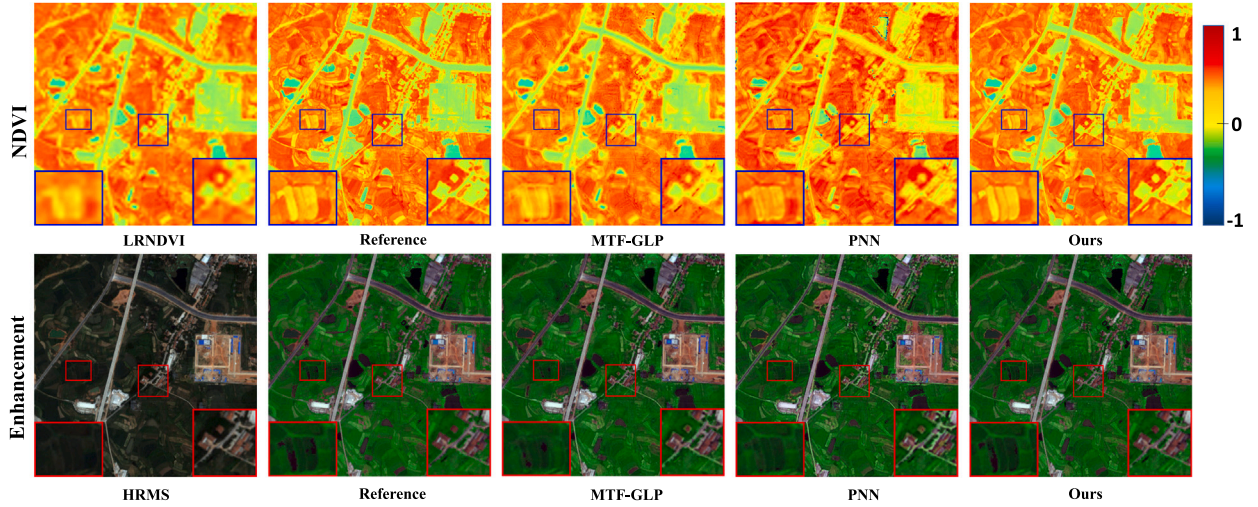 NDVI
1
0
-1
LRNDVI Reference MTF-GLP PNN Ours
Enhancement
HRMS Reference MTF-GLP PNN Ours